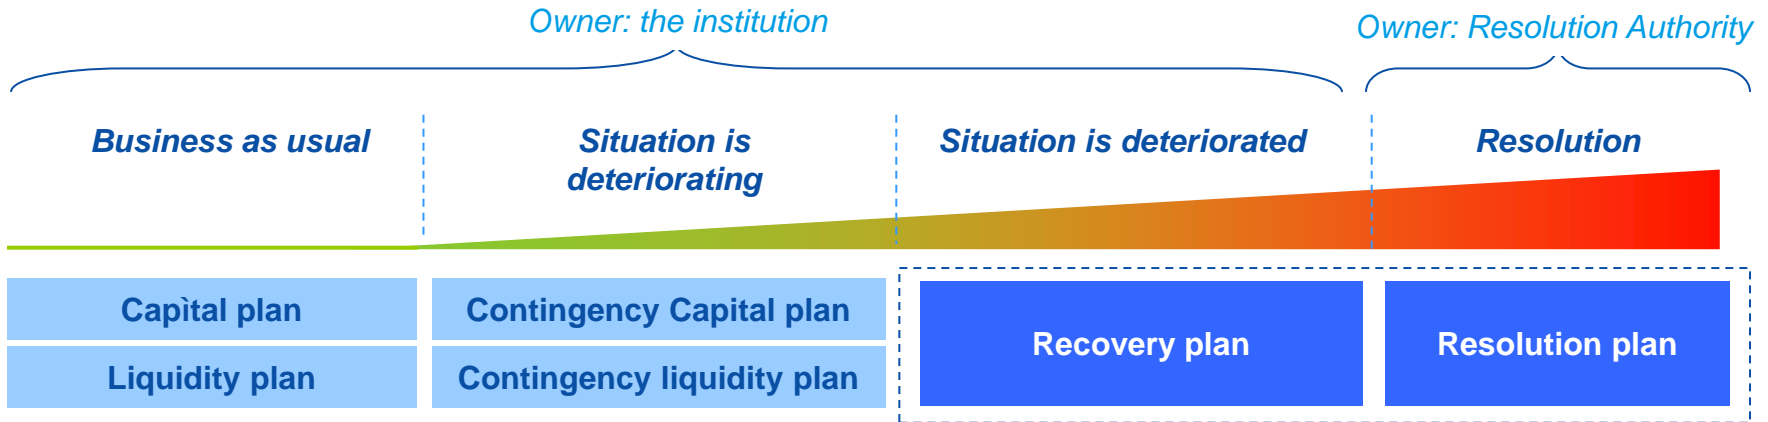 Owner: the institution
Owner: Resolution Authority
Business as usual
Situation is
deteriorating
Situation is deteriorated
Resolution
Capìtal plan
Contingency Capital plan
Recovery plan
Resolution plan
Liquidity plan
Contingency liquidity plan